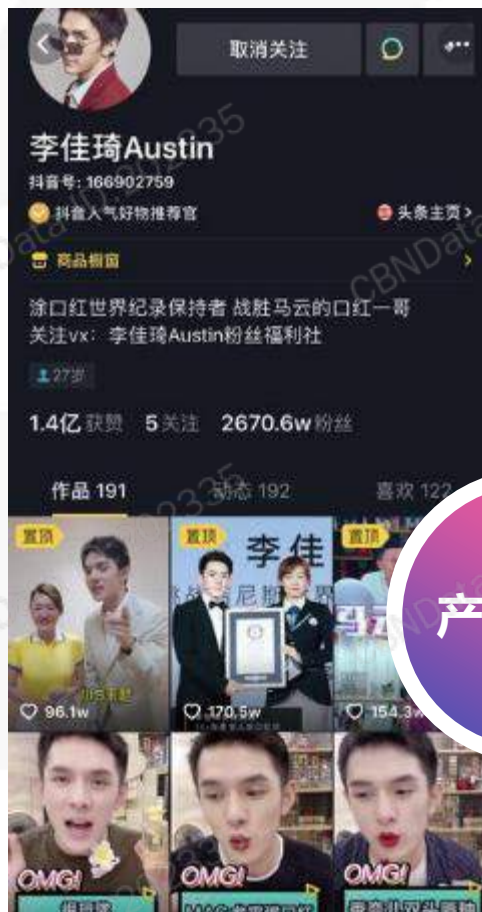 取消关注
李佳琦Austin
抖音号: 166902759
抖音人气好物推荐官
头条主页
商品橱窗
涂口红世界纪录保持者 战胜马云的口红一哥
关注vx: 李佳琦Austin粉丝福利社
27岁
1.4亿 获赞 5 关注 2670.6w 粉丝
作品 191 动态 192 喜欢 122
置顶 置顶 李佳 置顶
产
96.1w 170.5w 154.3w
OMG! OMG! OMG!
CBNData